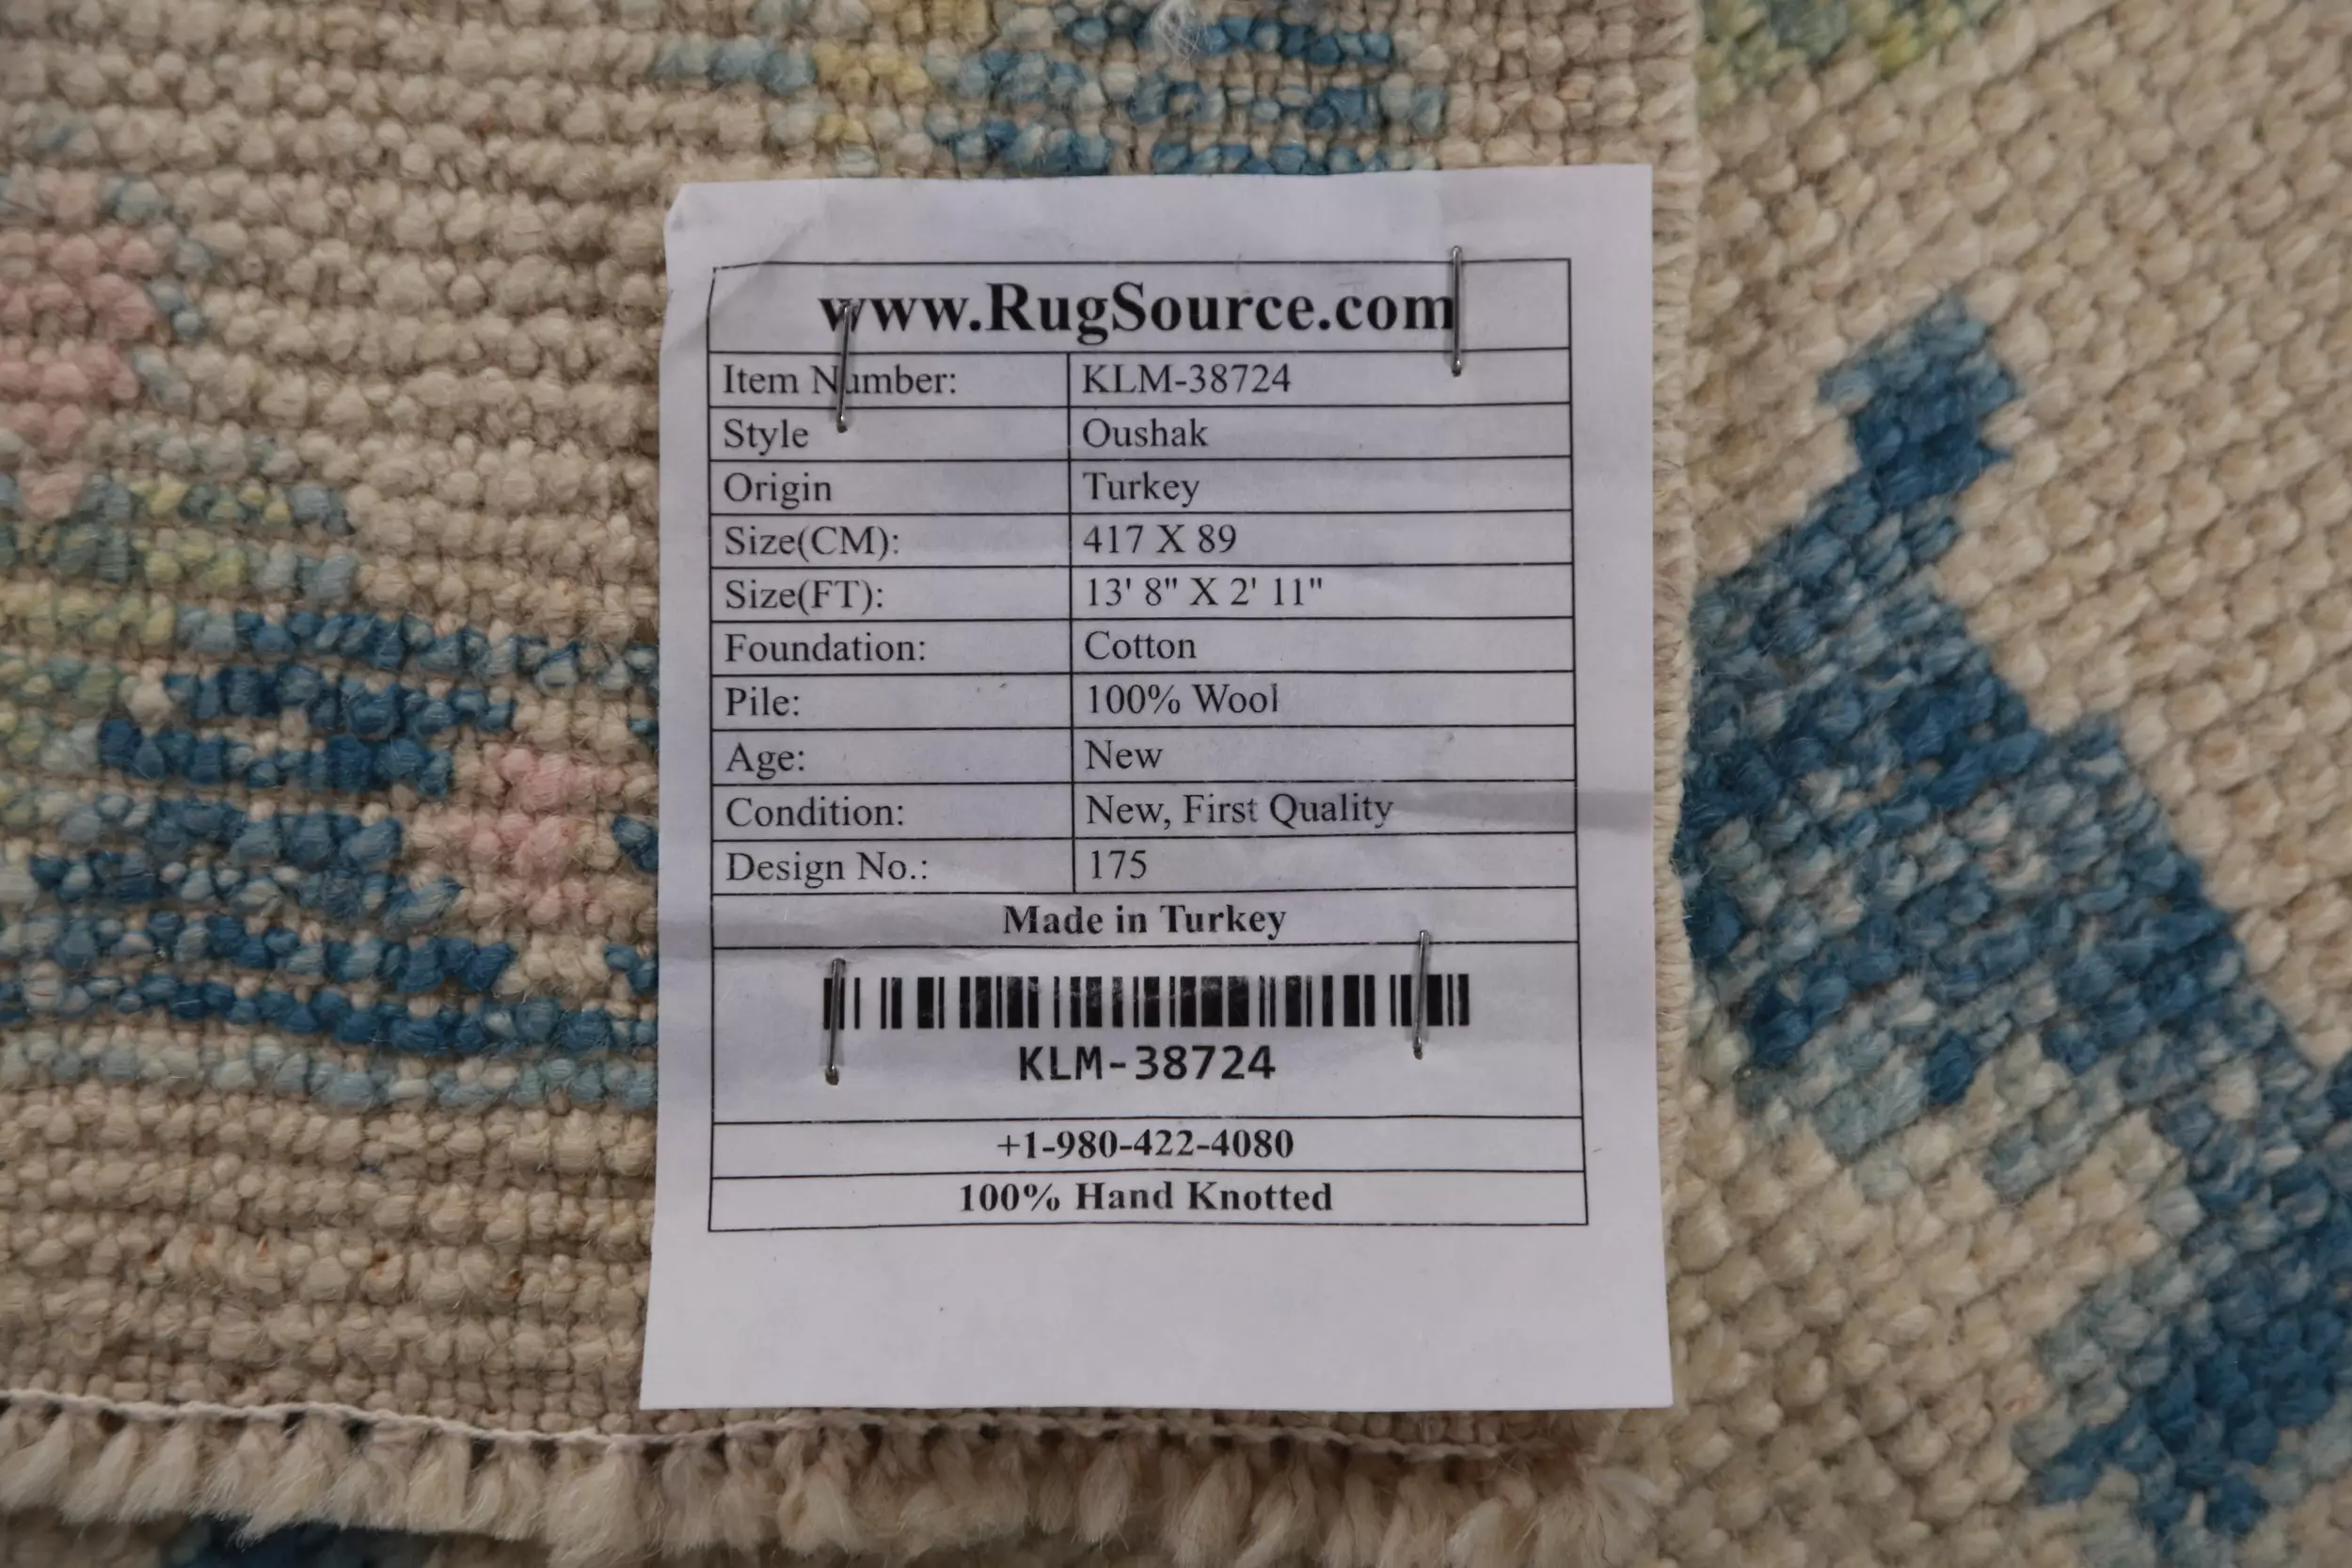 www.RugSource.com
Item Number: KLM-38724
Style Oushak
Origin Turkey
Size(CM): 417 X 89
Size(FT): 13' 8" X 2' 11"
Foundation: Cotton
Pile: 100% Wool
Age: New
Condition: New, First Quality
Design No.: 175
Made in Turkey
KLM-38724
+1-980-422-4080
100% Hand Knotted